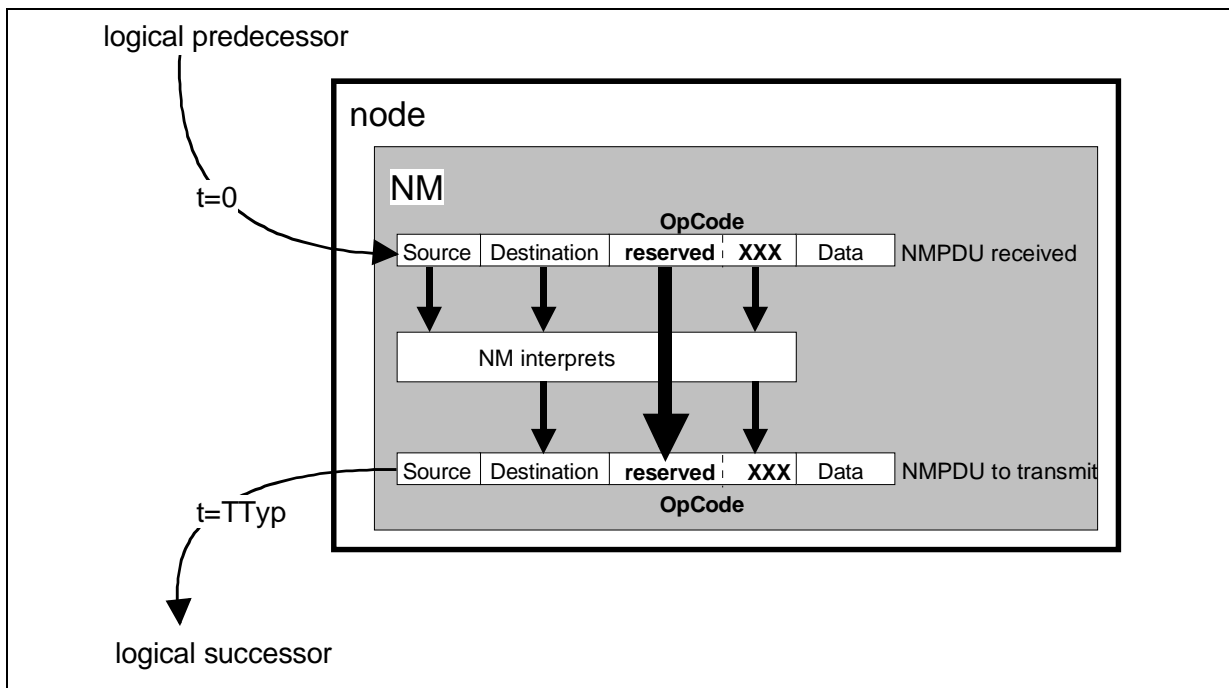 logical predecessor
node
NM
t=0
OpCode
Source Destination reserved XXX Data NMPDU received
NM interprets
Source Destination reserved XXX Data NMPDU to transmit
OpCode
t=TTyp
logical successor